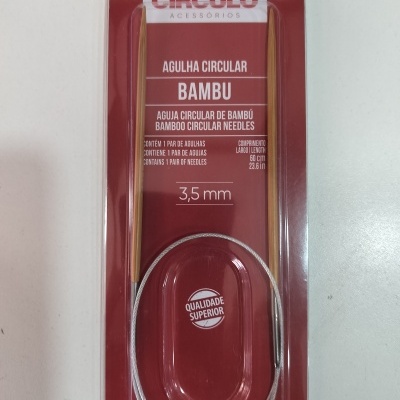 CÍRCULO
ACESSÓRIOS
AGULHA CIRCULAR
BAMBU
AGUJA CIRCULAR DE BAMBÚ
BAMBOO CIRCULAR NEEDLES
CONTÉM 1 PAR DE AGULHAS
CONTIENE 1 PAR DE AGUJAS
CONTAINS 1 PAIR OF NEEDLES
COMPRIMENTO
LARGO | LENGTH
60 cm
23.6 in
3,5 mm
QUALIDADE
SUPERIOR